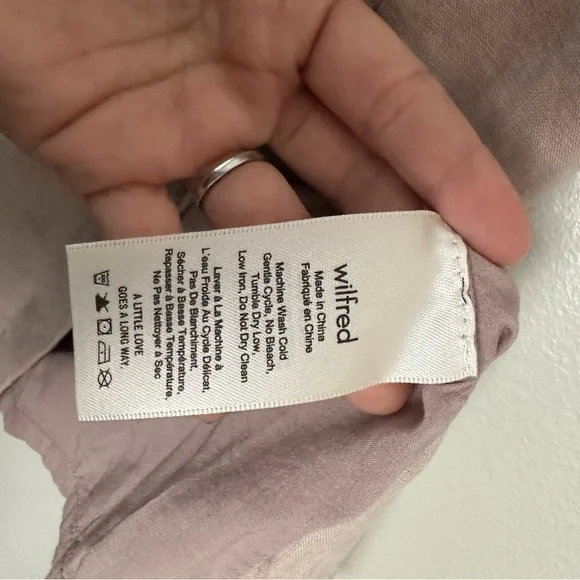 wilfred
Made in China
Fabriqué en Chine
Machine Wash Cold
Gentle Cycle, No Bleach,
Tumble Dry Low,
Low Iron, Do Not Dry Clean
Laver à La Machine à
L'eau Froide Au Cycle Délicat,
Pas De Blanchiment,
Sécher à Basse Température,
Repasser à Basse Température,
Ne Pas Nettoyer à Sec
A LITTLE LOVE
GOES A LONG WAY.